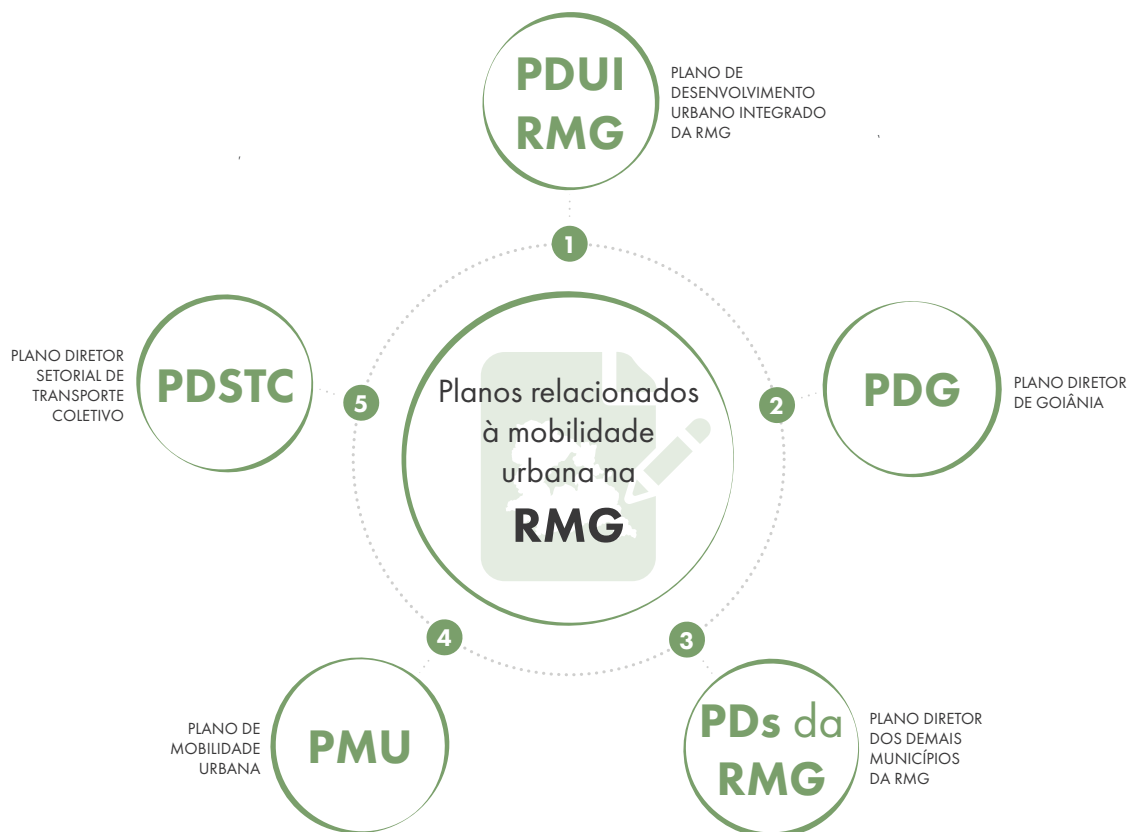 PDUI
RMG
PLANO DE
DESENVOLVIMENTO
URBANO INTEGRADO
DA RMG
1
Planos relacionados
à mobilidade
urbana na
RMG
2
PDG
PLANO DIRETOR
DE GOIÂNIA
3
PDs da
RMG
PLANO DIRETOR
DOS DEMAIS
MUNICÍPIOS
DA RMG
4
PMU
PLANO DE
MOBILIDADE
URBANA
5
PDSTC
PLANO DIRETOR
SETORIAL DE
TRANSPORTE
COLETIVO